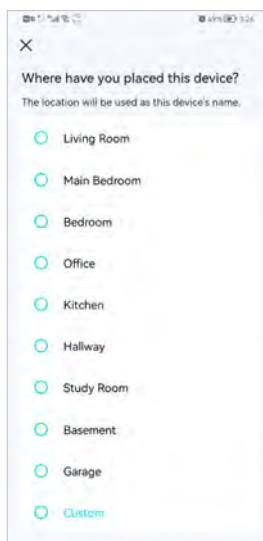 Where have you placed this device?
The location will be used as this device's name.
Living Room
Main Bedroom
Bedroom
Office
Kitchen
Hallway
Study Room
Basement
Garage
Custom